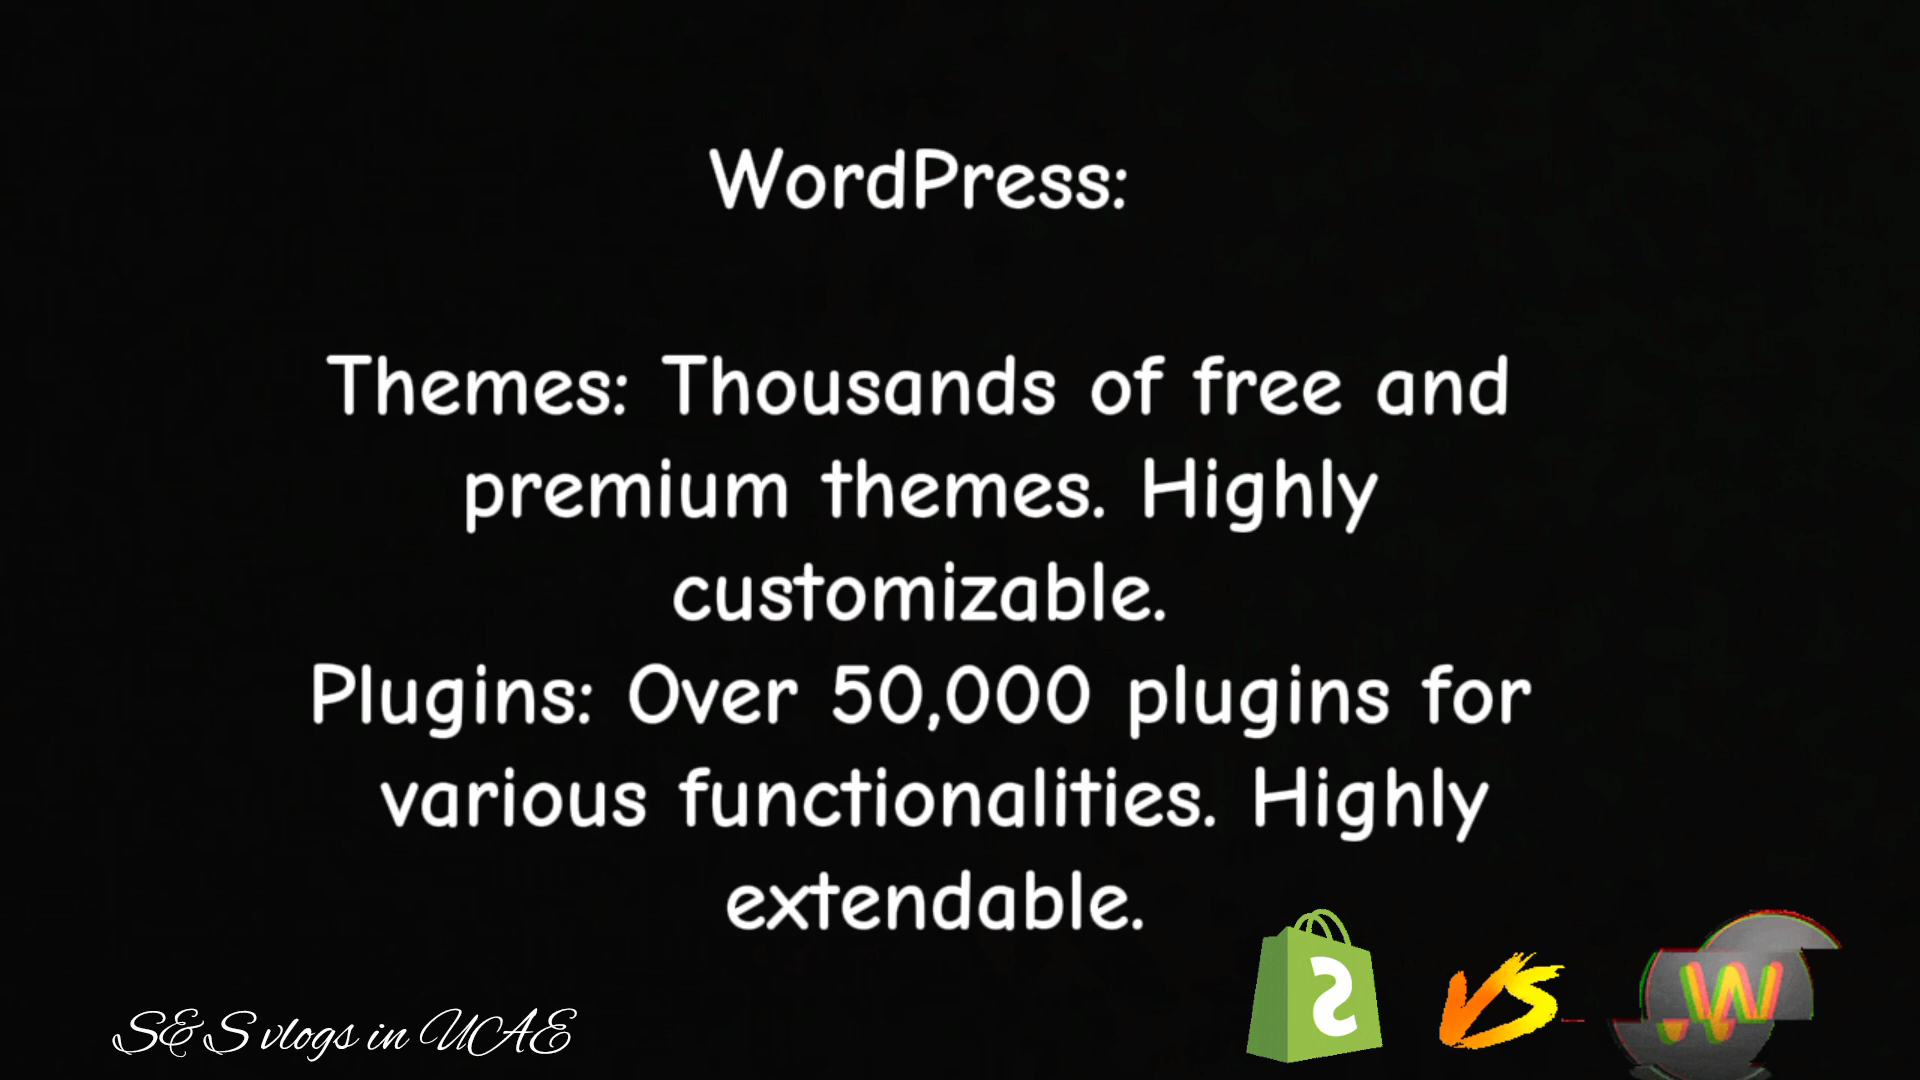 WordPress:
Themes: Thousands of free and
premium themes. Highly
customizable.
Plugins: Over 50,000 plugins for
various functionalities. Highly
extendable.
S&S vlogs in UAE
S
VS
W